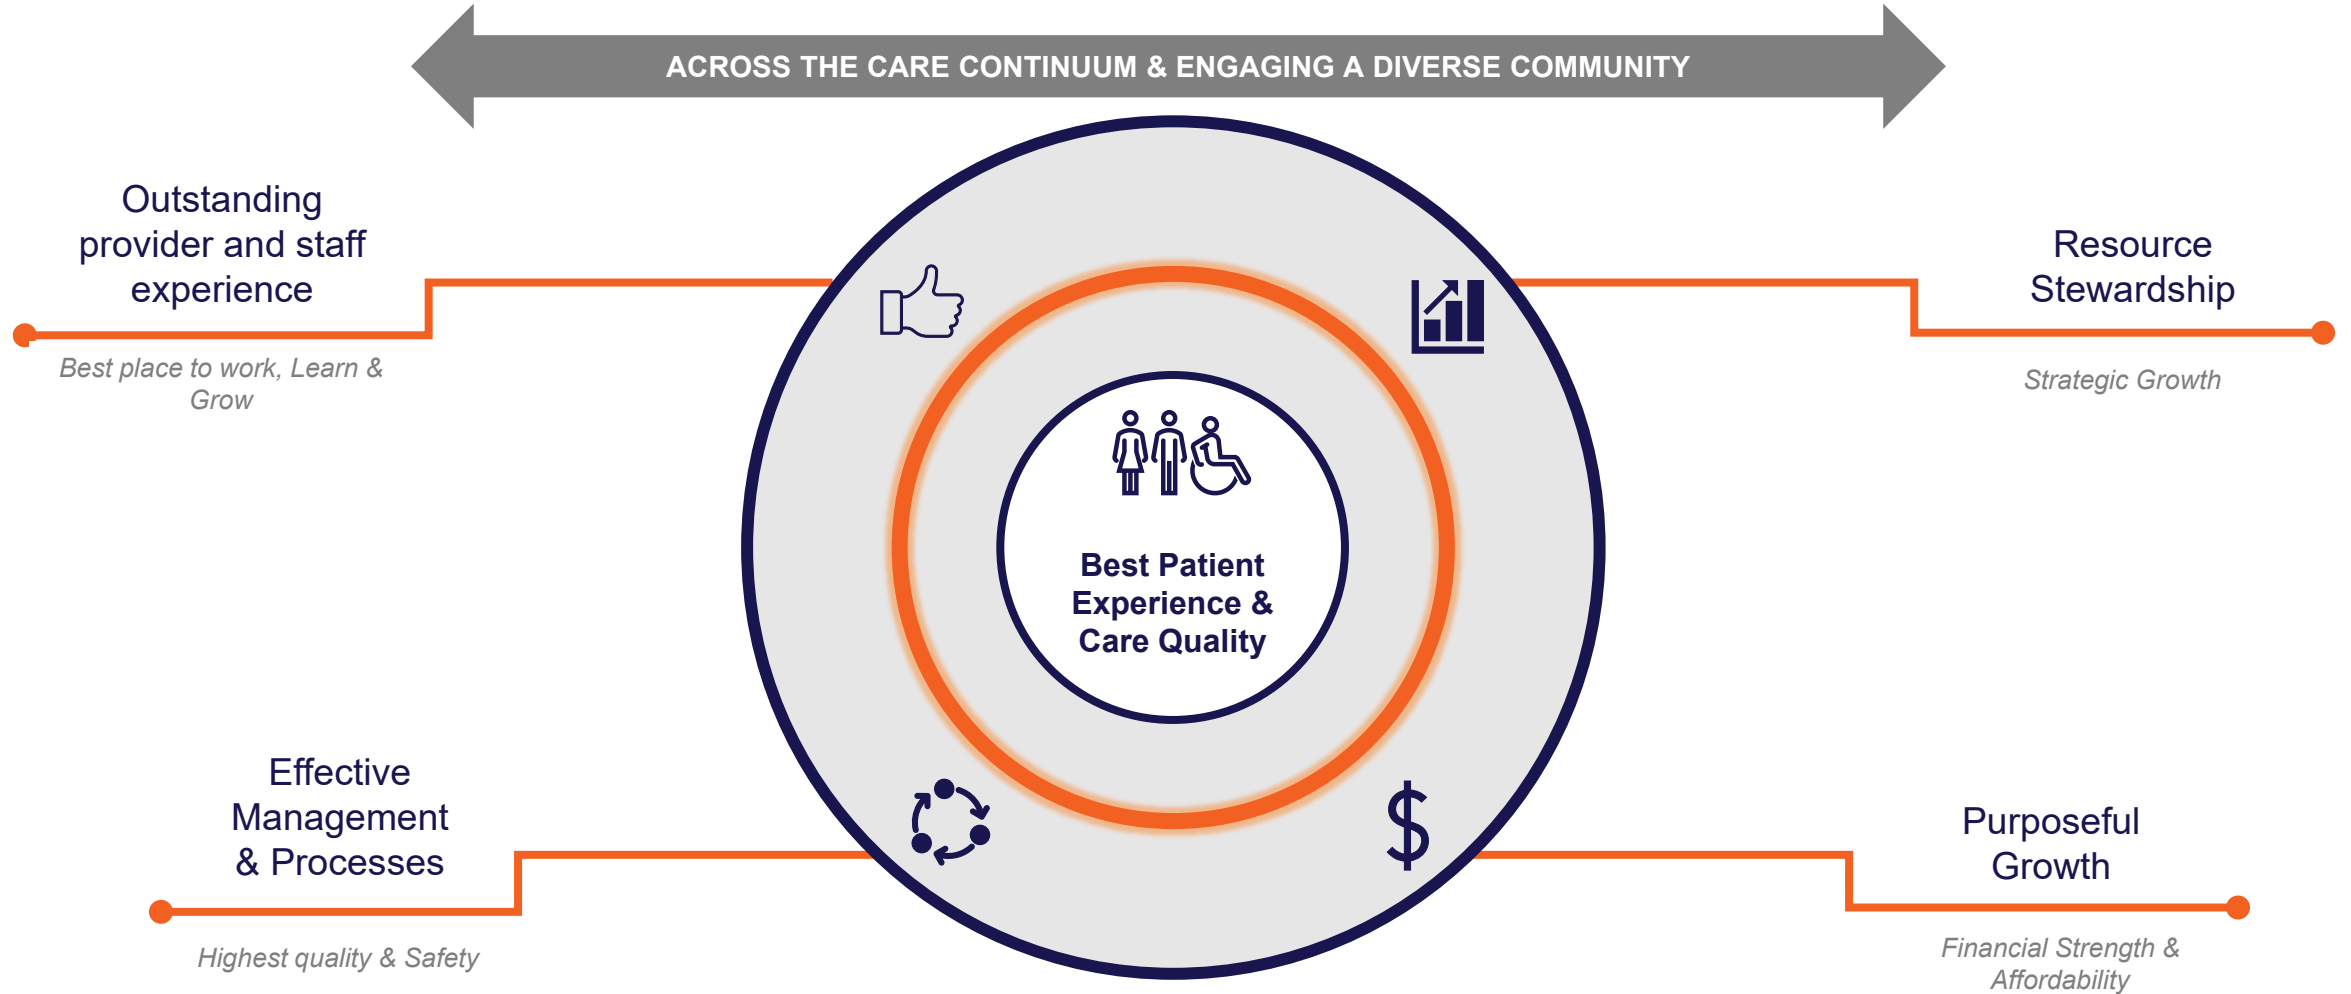 ACROSS THE CARE CONTINUUM & ENGAGING A DIVERSE COMMUNITY
Outstanding
provider and staff
experience
Best place to work, Learn &
Grow
Resource
Stewardship
Strategic Growth
Best Patient
Experience &
Care Quality
Effective
Management
& Processes
Highest quality & Safety
Purposeful
Growth
Financial Strength &
Affordability